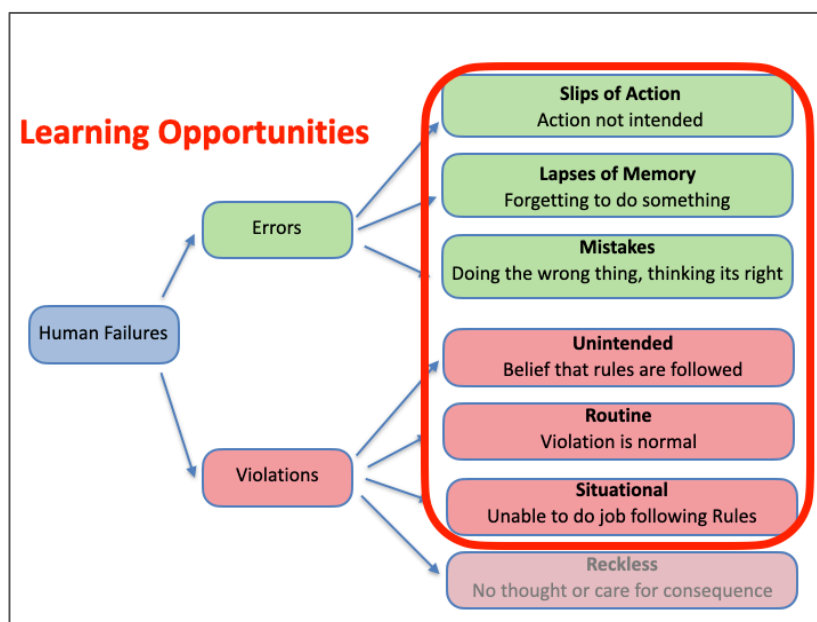 Learning Opportunities
Human Failures
Errors
Slips of Action
Action not intended
Lapses of Memory
Forgetting to do something
Mistakes
Doing the wrong thing, thinking its right
Violations
Unintended
Belief that rules are followed
Routine
Violation is normal
Situational
Unable to do job following Rules
Reckless
No thought or care for consequence